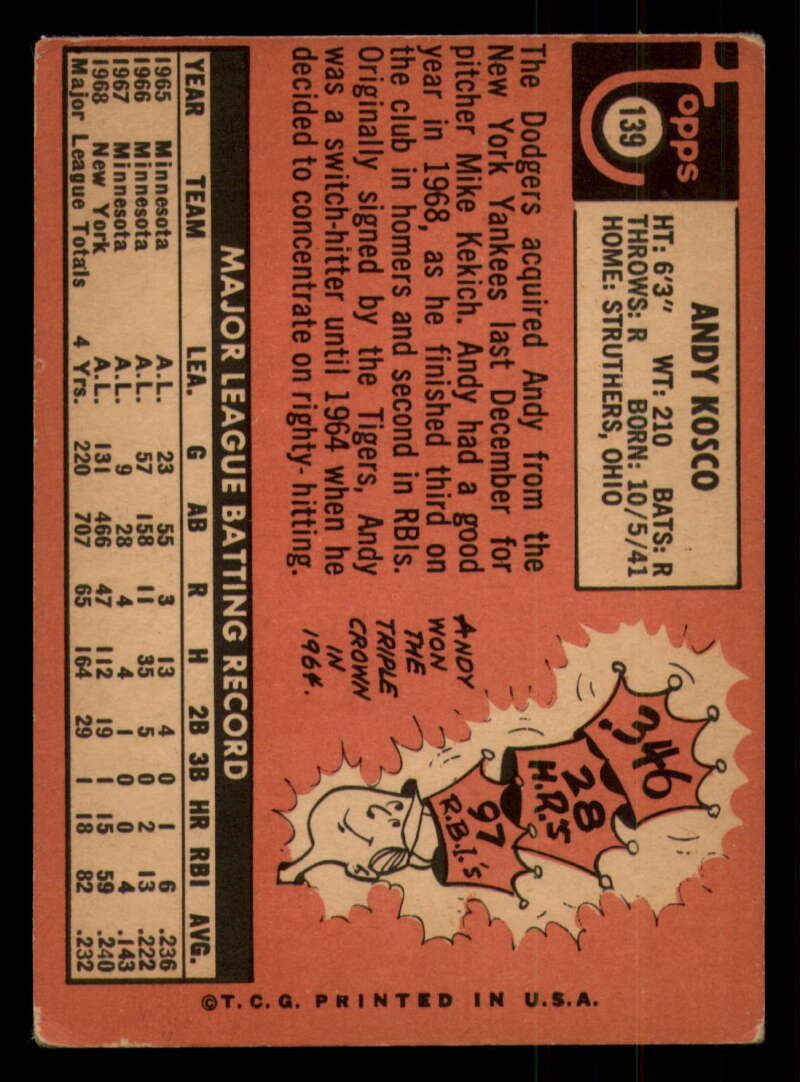 Topps
139
ANDY KOSCO
HT: 6'3" WT: 210 BATS: R
THROWS: R BORN: 10/5/41
HOME: STRUTHERS, OHIO
The Dodgers acquired Andy from the
New York Yankees last December for
pitcher Mike Kekich. Andy had a good
year in 1968, as he finished third on
the club in homers and second in RBIs.
Originally signed by the Tigers, Andy
was a switch-hitter until 1964 when he
decided to concentrate on righty-hitting.
ANDY
WON
THE
TRIPLE
CROWN
IN
1964.
.346
28
H.R.'s
97
R.B.I.'s
MAJOR LEAGUE BATTING RECORD
YEAR TEAM LEA. G AB R H 2B 3B HR RBI AVG.
1965 Minnesota A.L. 23 55 3 13 4 0 1 6 .236
1966 Minnesota A.L. 57 158 11 35 5 0 2 13 .222
1967 Minnesota A.L. 9 28 4 4 1 0 0 4 .143
1968 New York A.L. 131 466 47 112 19 1 15 59 .240
Major League Totals 4 Yrs. 220 707 65 164 29 1 18 82 .232
©T.C.G. PRINTED IN U.S.A.